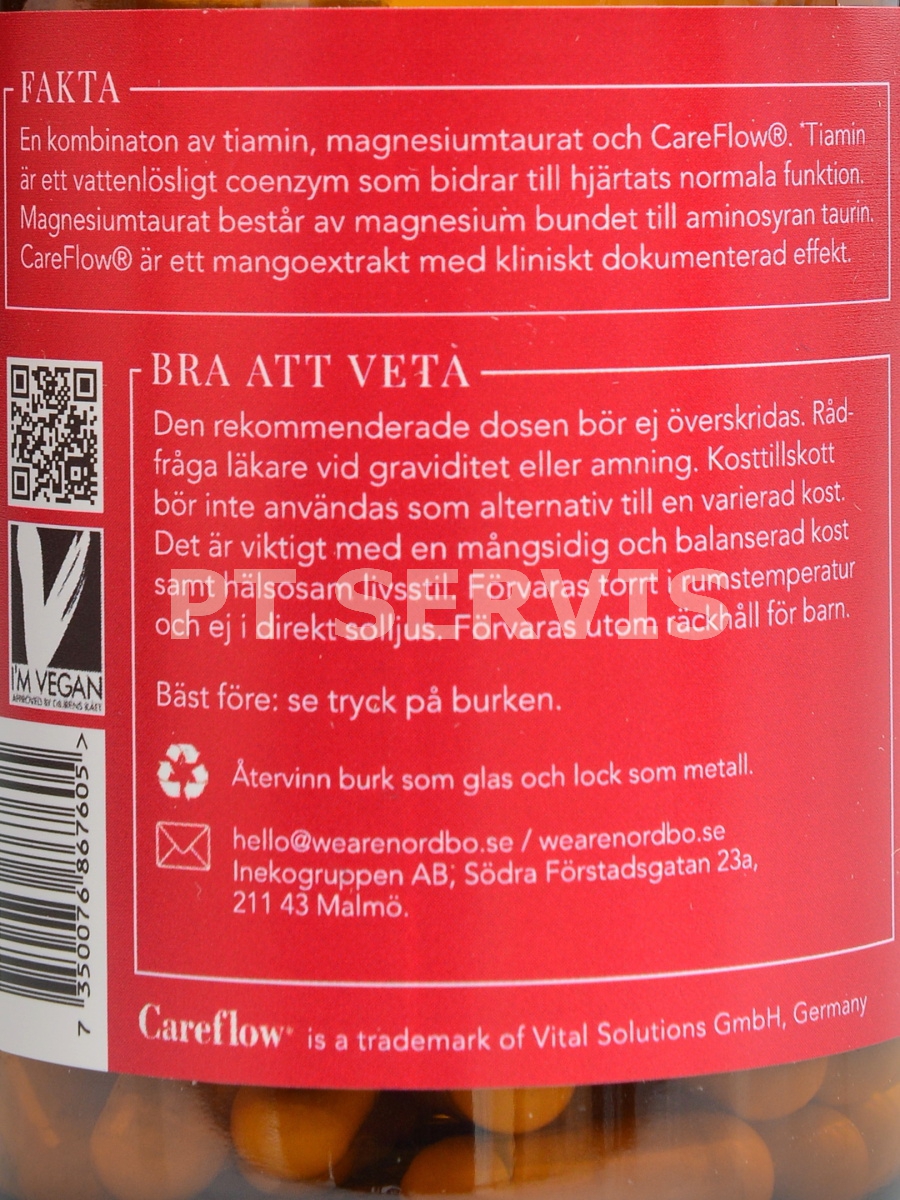 FAKTA
En kombinaton av tiamin, magnesiumtaurat och CareFlow®. *Tiamin
är ett vattenlösligt coenzym som bidrar till hjärtats normala funktion.
Magnesiumtaurat består av magnesium bundet till aminosyran taurin.
CareFlow® är ett mangoextrakt med kliniskt dokumenterad effekt.
BRA ATT VETA
Den rekommenderade dosen bör ej överskridas. Råd-
fråga läkare vid graviditet eller amning. Kosttillskott
bör inte användas som alternativ till en varierad kost.
Det är viktigt med en mångsidig och balanserad kost
samt hälsosam livsstil. Förvaras torrt i rumstemperatur
och ej i direkt solljus. Förvaras utom räckhåll för barn.
PT SERVIS
Bäst före: se tryck på burken.
Återvinn burk som glas och lock som metall.
hello@wearenordbo.se / wearenordbo.se
Inekogruppen AB, Södra Förstadsgatan 23a,
211 43 Malmö.
I'M VEGAN
APPROVED BY
7 350076 867605 >
Careflow® is a trademark of Vital Solutions GmbH, Germany